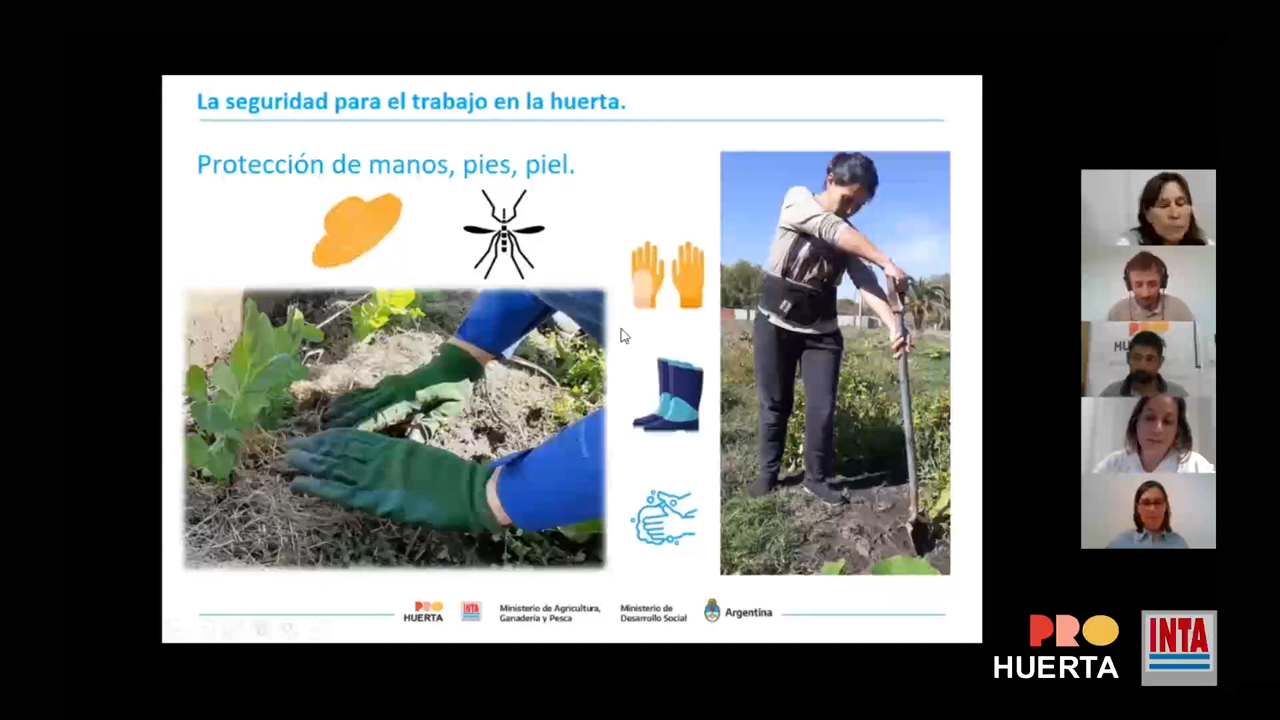 La seguridad para el trabajo en la huerta.
Protección de manos, pies, piel.
PRO
HUERTA
INTA
Ministerio de Agricultura,
Ganadería y Pesca
Ministerio de
Desarrollo Social
Argentina
PRO
HUERTA
INTA